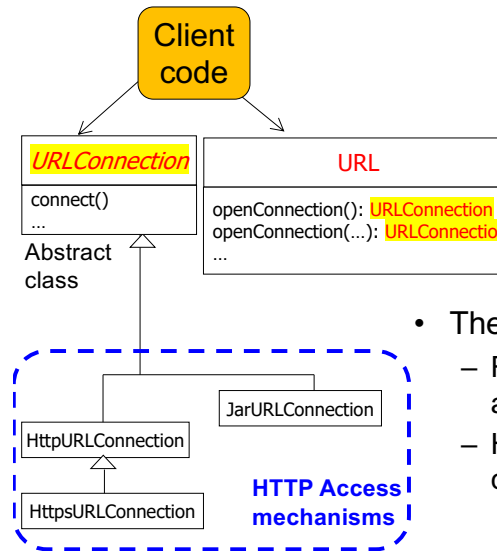 Client
code
URLConnection
connect()
...
Abstract
class
URL
openConnection(): URLConnection
openConnection(...): URLConnectio
...
HttpURLConnection
JarURLConnection
HttpsURLConnection
HTTP Access
mechanisms
• The
–
–